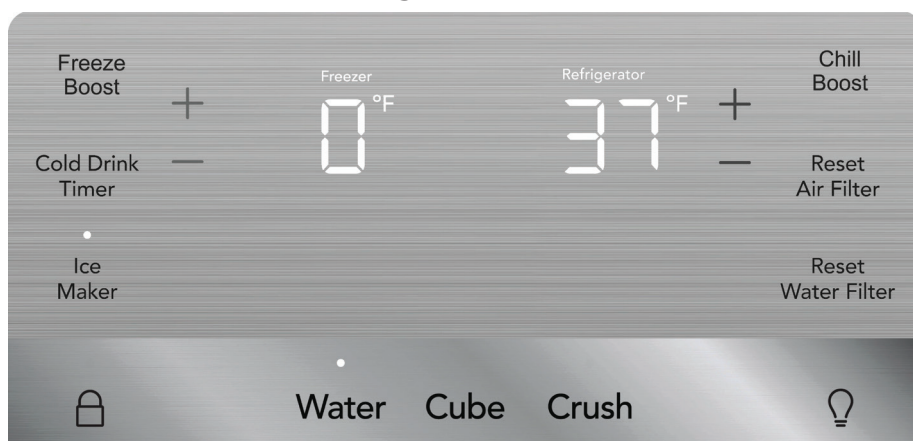 Freeze
Boost
Freezer
0 °F
Refrigerator
37 °F
Chill
Boost
+
+
Cold Drink
Timer
−
−
Reset
Air Filter
Ice
Maker
Reset
Water Filter
Water Cube Crush